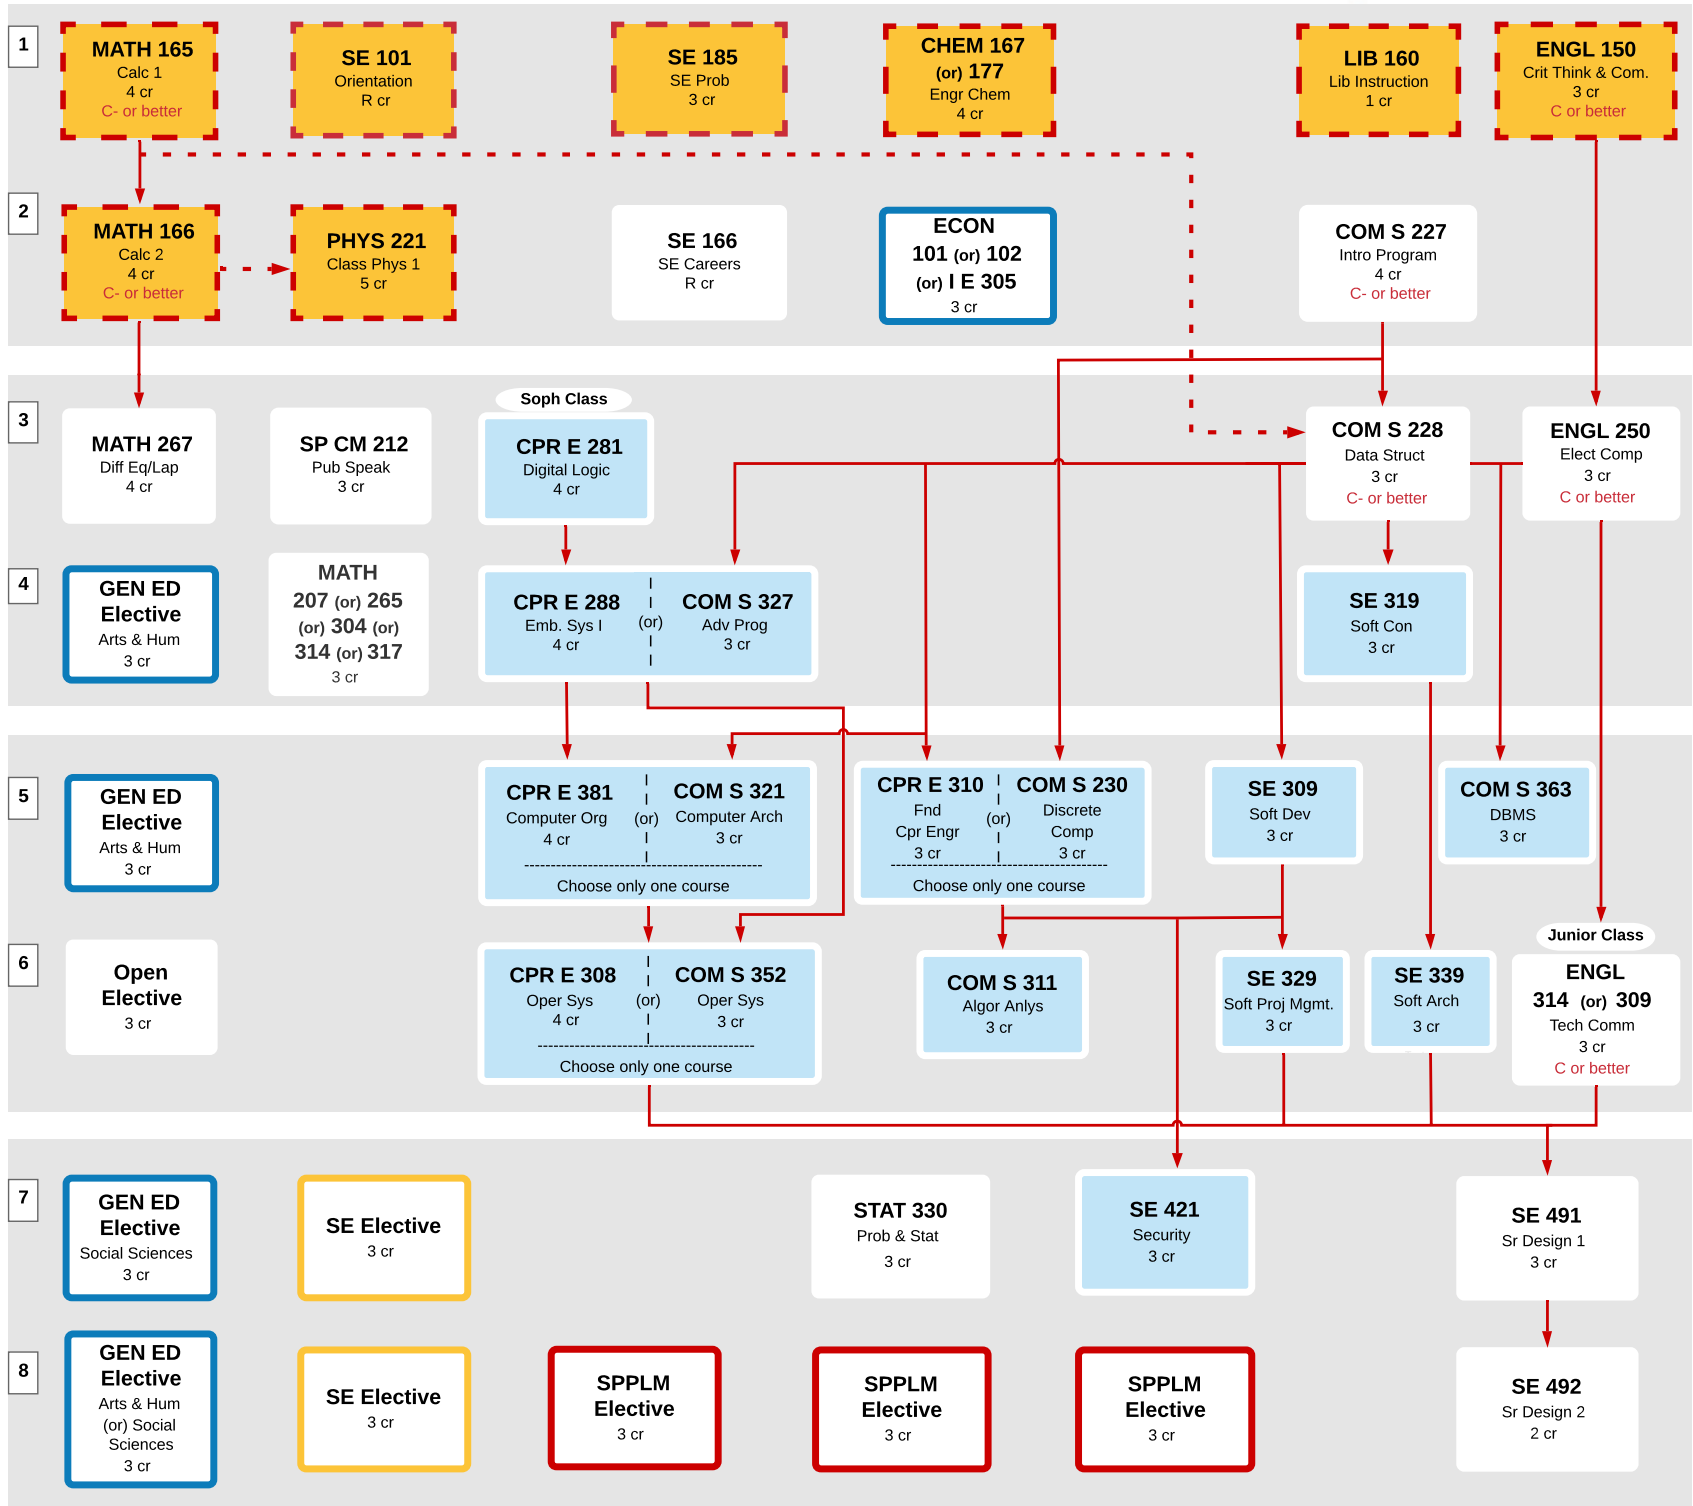 1
MATH 165
Calc 1
4 cr
C- or better
SE 101
Orientation
R cr
SE 185
SE Prob
3 cr
CHEM 167
(or) 177
Engr Chem
4 cr
LIB 160
Lib Instruction
1 cr
ENGL 150
Crit Think & Com.
3 cr
C or better
2
MATH 166
Calc 2
4 cr
C- or better
PHYS 221
Class Phys 1
5 cr
SE 166
SE Careers
R cr
ECON
101 (or) 102
(or) I E 305
3 cr
COM S 227
Intro Program
4 cr
C- or better
3
MATH 267
Diff Eq/Lap
4 cr
SP CM 212
Pub Speak
3 cr
Soph Class
CPR E 281
Digital Logic
4 cr
COM S 228
Data Struct
3 cr
C- or better
ENGL 250
Elect Comp
3 cr
C or better
4
GEN ED
Elective
Arts & Hum
3 cr
MATH
207 (or) 265
(or) 304 (or)
314 (or) 317
3 cr
CPR E 288
Emb. Sys I
4 cr
(or)
COM S 327
Adv Prog
3 cr
SE 319
Soft Con
3 cr
5
GEN ED
Elective
Arts & Hum
3 cr
CPR E 381
Computer Org
4 cr
(or)
COM S 321
Computer Arch
3 cr
Choose only one course
CPR E 310
Fnd
Cpr Engr
3 cr
(or)
COM S 230
Discrete
Comp
3 cr
Choose only one course
SE 309
Soft Dev
3 cr
COM S 363
DBMS
3 cr
6
Open
Elective
3 cr
CPR E 308
Oper Sys
4 cr
(or)
COM S 352
Oper Sys
3 cr
Choose only one course
COM S 311
Algor Anlys
3 cr
SE 329
Soft Proj Mgmt.
3 cr
SE 339
Soft Arch
3 cr
Junior Class
ENGL
314 (or) 309
Tech Comm
3 cr
C or better
7
GEN ED
Elective
Social Sciences
3 cr
SE Elective
3 cr
STAT 330
Prob & Stat
3 cr
SE 421
Security
3 cr
SE 491
Sr Design 1
3 cr
8
GEN ED
Elective
Arts & Hum
(or) Social
Sciences
3 cr
SE Elective
3 cr
SPPLM
Elective
3 cr
SPPLM
Elective
3 cr
SPPLM
Elective
3 cr
SE 492
Sr Design 2
2 cr